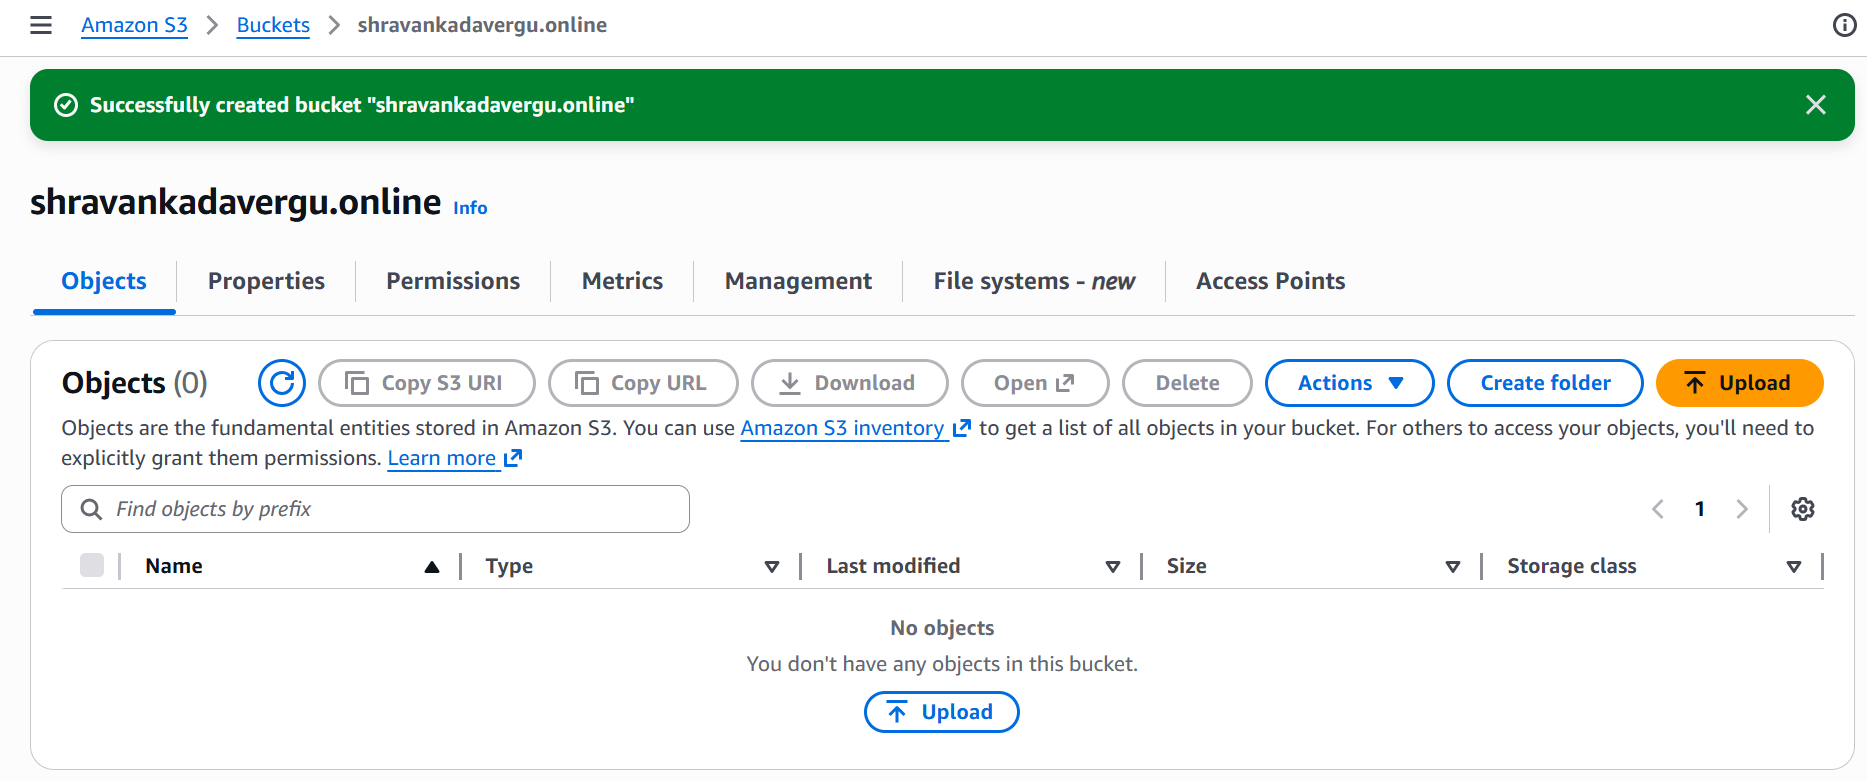 Amazon S3 > Buckets > shravankadavergu.online
Successfully created bucket "shravankadavergu.online"
shravankadavergu.online Info
Objects Properties Permissions Metrics Management File systems - new Access Points
Objects (0) Copy S3 URI Copy URL Download Open Delete Actions Create folder Upload
Objects are the fundamental entities stored in Amazon S3. You can use Amazon S3 inventory to get a list of all objects in your bucket. For others to access your objects, you'll need to
explicitly grant them permissions. Learn more
Find objects by prefix
1
Name Type Last modified Size Storage class
No objects
You don't have any objects in this bucket.
Upload